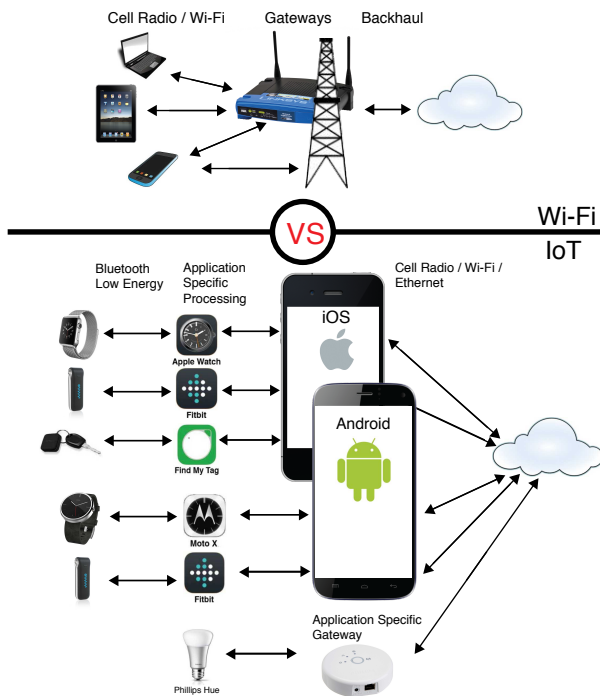 Cell Radio / Wi-Fi
Gateways
Backhaul
LINKSYS
VS
Wi-Fi
IoT
Bluetooth
Low Energy
Application
Specific
Processing
Cell Radio / Wi-Fi /
Ethernet
iOS
Apple Watch
Fitbit
Android
Find My Tag
Moto X
Fitbit
Application Specific
Gateway
Phillips Hue